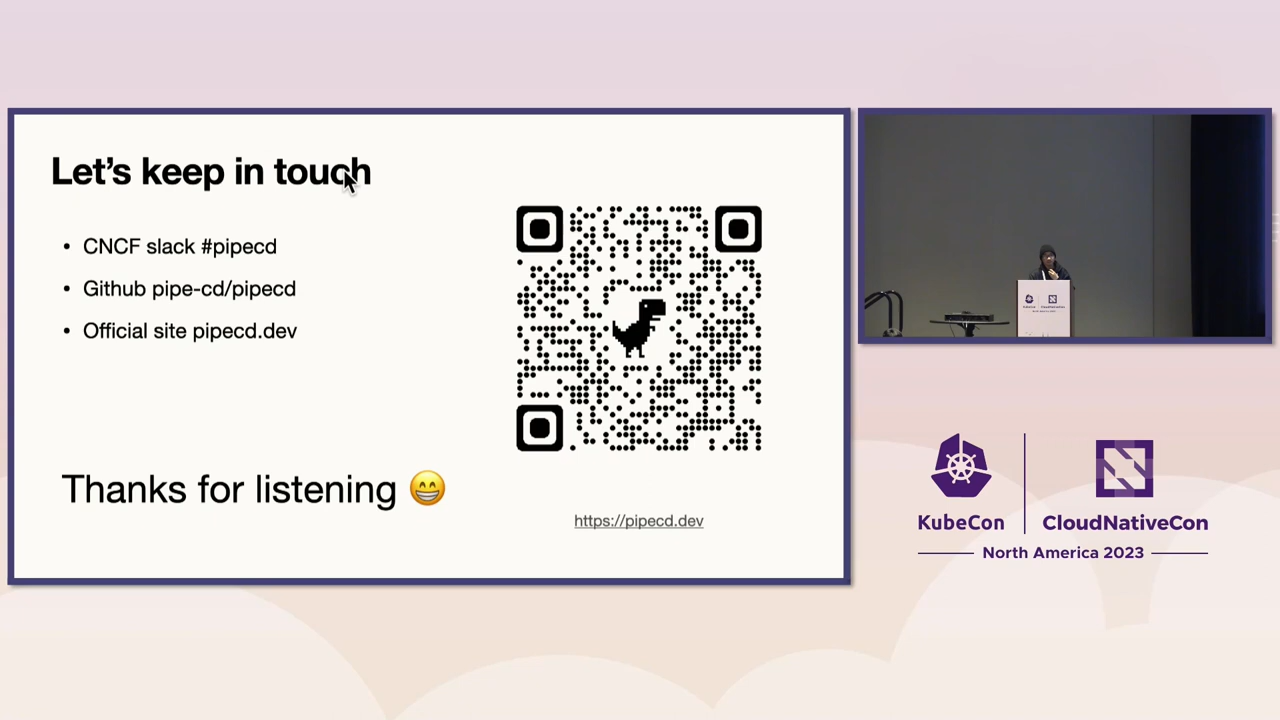 Let's keep in touch
• CNCF slack #pipecd
• Github pipe-cd/pipecd
• Official site pipecd.dev
Thanks for listening 😁
https://pipecd.dev
KubeCon
CloudNativeCon
North America 2023